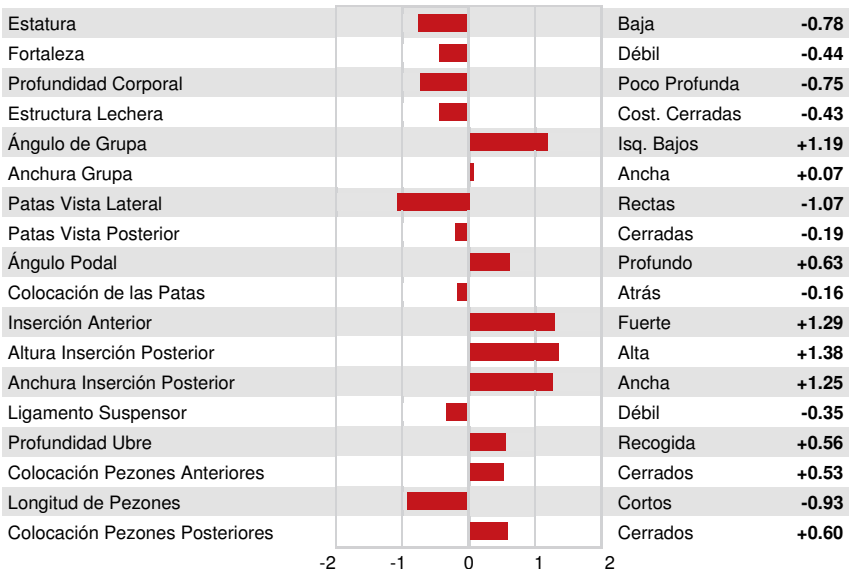 Estatura Baja -0.78
Fortaleza Débil -0.44
Profundidad Corporal Poco Profunda -0.75
Estructura Lechera Cost. Cerradas -0.43
Ángulo de Grupa Isq. Bajos +1.19
Anchura Grupa Ancha +0.07
Patas Vista Lateral Rectas -1.07
Patas Vista Posterior Cerradas -0.19
Ángulo Podal Profundo +0.63
Colocación de las Patas Atrás -0.16
Inserción Anterior Fuerte +1.29
Altura Inserción Posterior Alta +1.38
Anchura Inserción Posterior Ancha +1.25
Ligamento Suspensor Débil -0.35
Profundidad Ubre Recogida +0.56
Colocación Pezones Anteriores Cerrados +0.53
Longitud de Pezones Cortos -0.93
Colocación Pezones Posteriores Cerrados +0.60
-2 -1 0 1 2